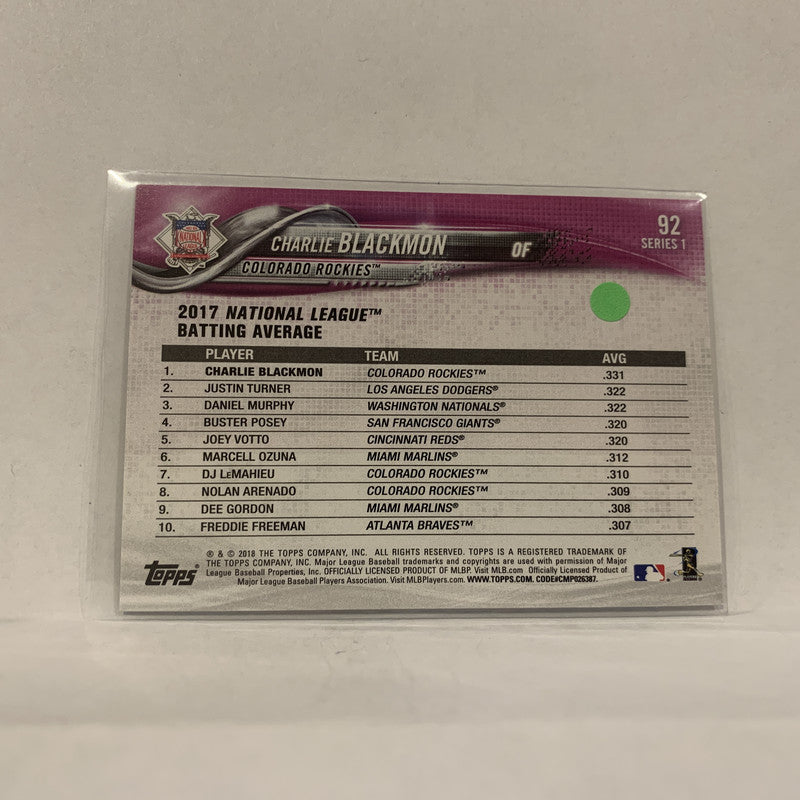 92
SERIES 1
CHARLIE BLACKMON OF
COLORADO ROCKIES™
2017 NATIONAL LEAGUE™
BATTING AVERAGE
PLAYER TEAM AVG
1. CHARLIE BLACKMON COLORADO ROCKIES™ .331
2. JUSTIN TURNER LOS ANGELES DODGERS® .322
3. DANIEL MURPHY WASHINGTON NATIONALS® .322
4. BUSTER POSEY SAN FRANCISCO GIANTS® .320
5. JOEY VOTTO CINCINNATI REDS® .320
6. MARCELL OZUNA MIAMI MARLINS® .312
7. DJ LeMAHIEU COLORADO ROCKIES™ .310
8. NOLAN ARENADO COLORADO ROCKIES™ .309
9. DEE GORDON MIAMI MARLINS® .308
10. FREDDIE FREEMAN ATLANTA BRAVES™ .307
® & © 2018 THE TOPPS COMPANY, INC. ALL RIGHTS RESERVED. TOPPS IS A REGISTERED TRADEMARK OF
THE TOPPS COMPANY, INC. Major League Baseball trademarks and copyrights are used with permission of Major
League Baseball Properties, Inc. OFFICIALLY LICENSED PRODUCT OF MLBP. Visit MLB.com Officially Licensed Product of
Major League Baseball Players Association. Visit MLBPlayers.com. WWW.TOPPS.COM. CODE#CMP026387.
Topps®